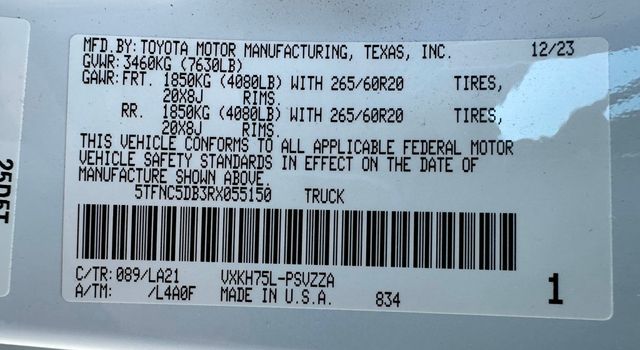 MFD.BY: TOYOTA MOTOR MANUFACTURING, TEXAS, INC. 12/23
GVWR: 3460KG (7630LB)
GAWR: FRT. 1850KG (4080LB) WITH 265/60R20 TIRES,
20X8J RIMS.
RR. 1850KG (4080LB) WITH 265/60R20 TIRES,
20X8J RIMS.
THIS VEHICLE CONFORMS TO ALL APPLICABLE FEDERAL MOTOR
VEHICLE SAFETY STANDARDS IN EFFECT ON THE DATE OF
MANUFACTURE SHOWN ABOVE.
5TFNC5DB3RX055150 TRUCK
C/TR: 089/LA21 VXKH75L-PSVZZA
A/TM: /L4A0F MADE IN U.S.A. 834 1
25D5T